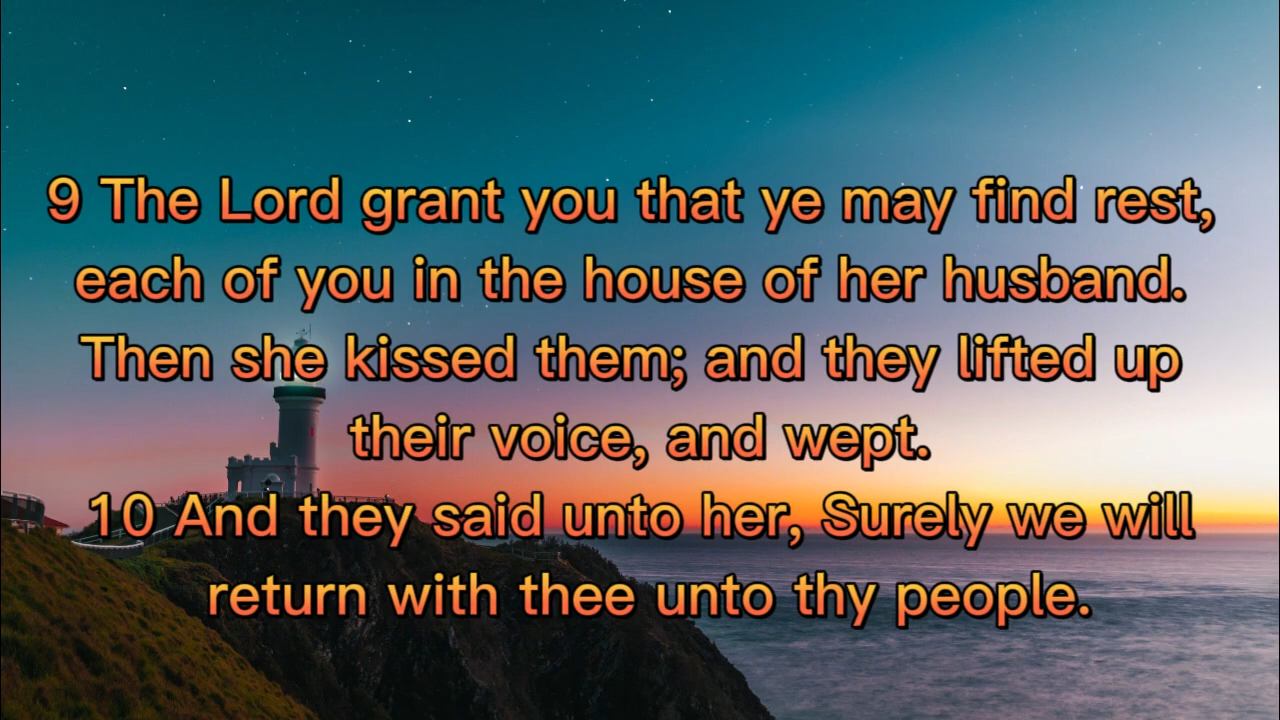 9 The Lord grant you that ye may find rest,
each of you in the house of her husband.
Then she kissed them; and they lifted up
their voice, and wept.
10 And they said unto her, Surely we will
return with thee unto thy people.